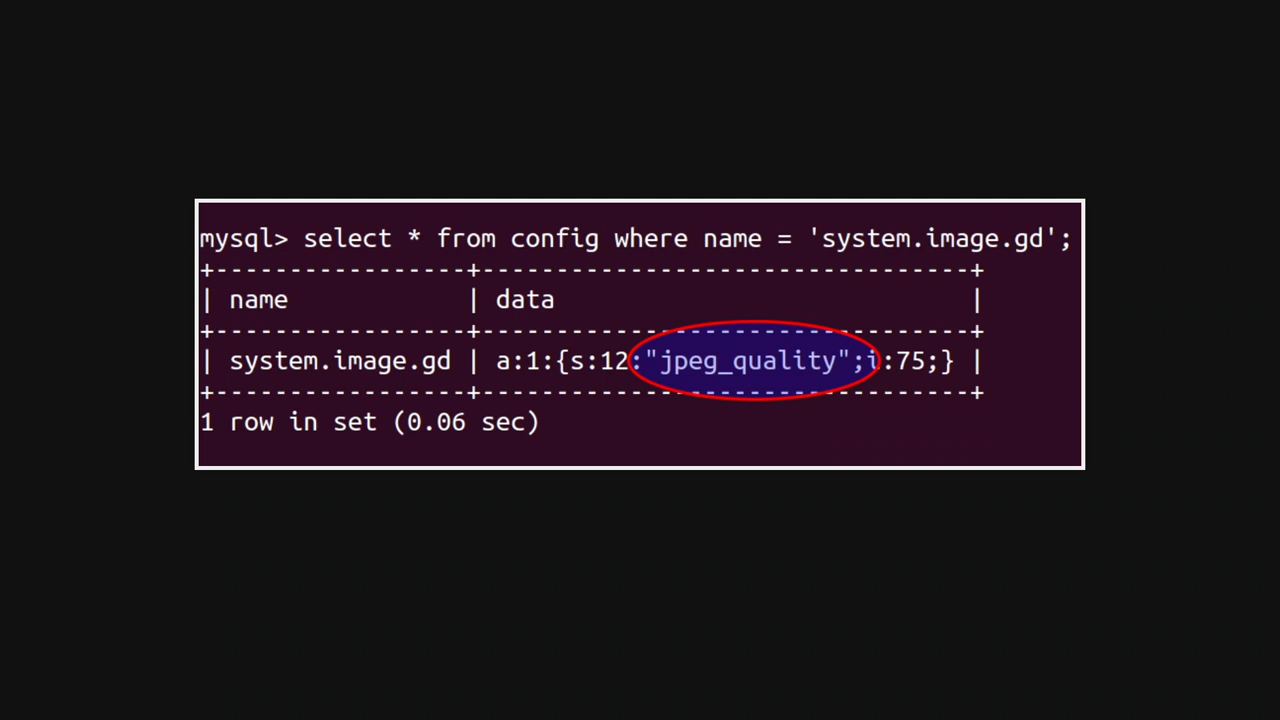 mysql> select * from config where name = 'system.image.gd';
+-----------------+---------------------------------+
| name            | data                            |
+-----------------+---------------------------------+
| system.image.gd | a:1:{s:12:"jpeg_quality";i:75;} |
+-----------------+---------------------------------+
1 row in set (0.06 sec)